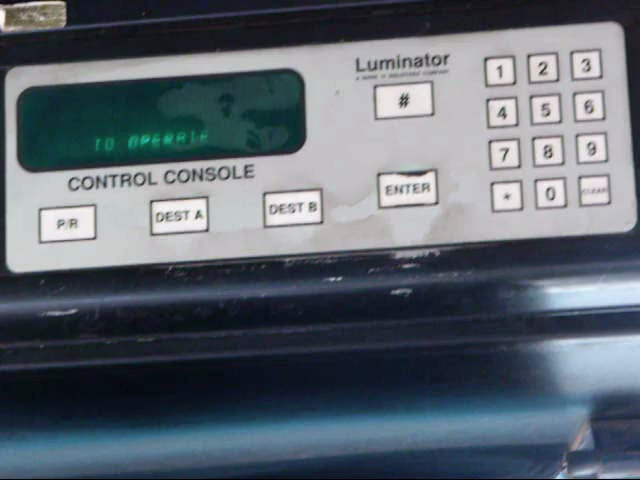 Luminator
TO OPERATE
#
CONTROL CONSOLE
P/R
DEST A
DEST B
ENTER
1 2 3
4 5 6
7 8 9
* 0 CLEAR